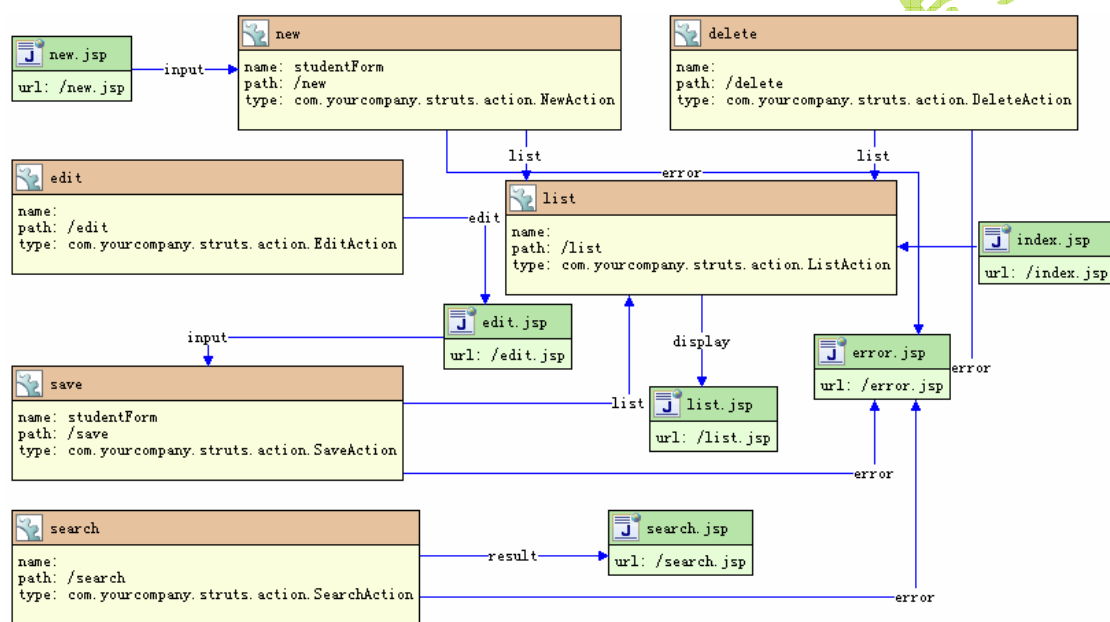 new.jsp
url: /new.jsp
input
new
name: studentForm
path: /new
type: com.yourcompany.struts.action.NewAction
delete
name:
path: /delete
type: com.yourcompany.struts.action.DeleteAction
list
list
error
edit
name:
path: /edit
type: com.yourcompany.struts.action.EditAction
edit
list
name:
path: /list
type: com.yourcompany.struts.action.ListAction
index.jsp
url: /index.jsp
edit.jsp
url: /edit.jsp
input
display
error.jsp
url: /error.jsp
error
save
name: studentForm
path: /save
type: com.yourcompany.struts.action.SaveAction
list
list.jsp
url: /list.jsp
error
search
name:
path: /search
type: com.yourcompany.struts.action.SearchAction
result
search.jsp
url: /search.jsp
error